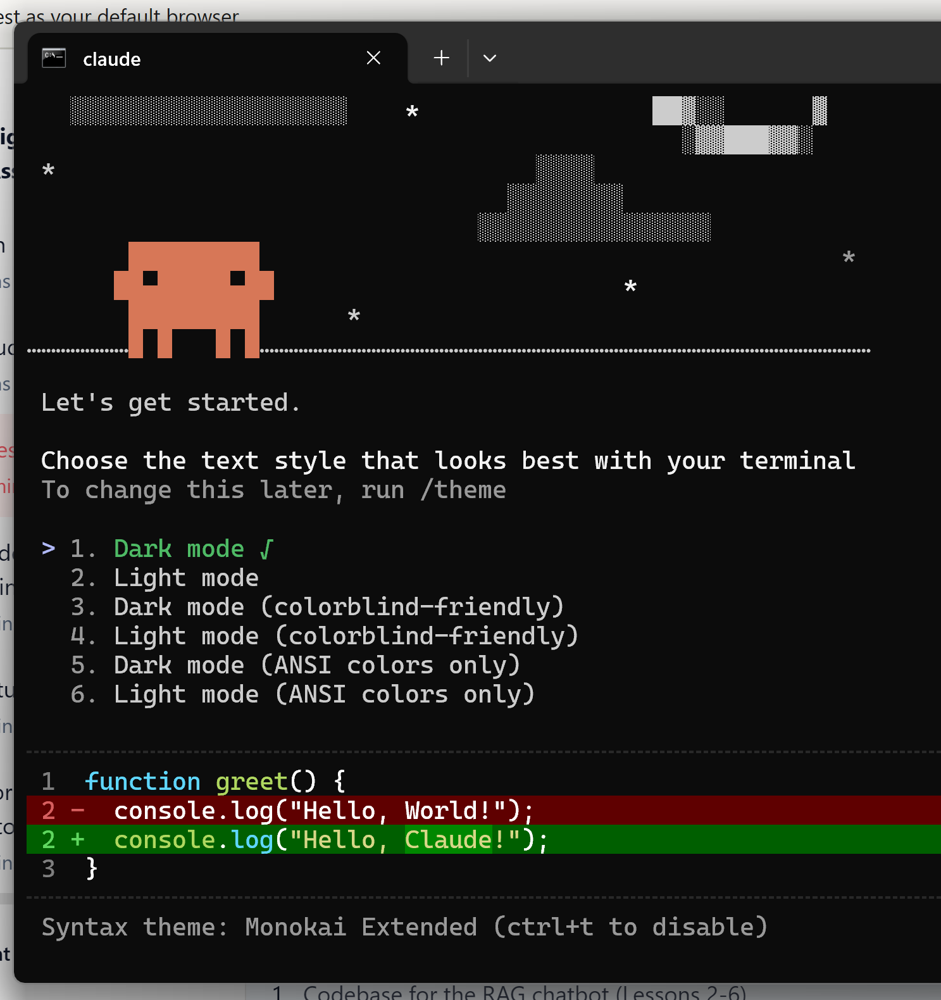 est as your default browser
claude
Let's get started.
Choose the text style that looks best with your terminal
To change this later, run /theme
> 1. Dark mode √
2. Light mode
3. Dark mode (colorblind-friendly)
4. Light mode (colorblind-friendly)
5. Dark mode (ANSI colors only)
6. Light mode (ANSI colors only)
1 function greet() {
2 - console.log("Hello, World!");
2 + console.log("Hello, Claude!");
3 }
Syntax theme: Monokai Extended (ctrl+t to disable)
1 Codebase for the RAG chatbot (Lessons 2-6)